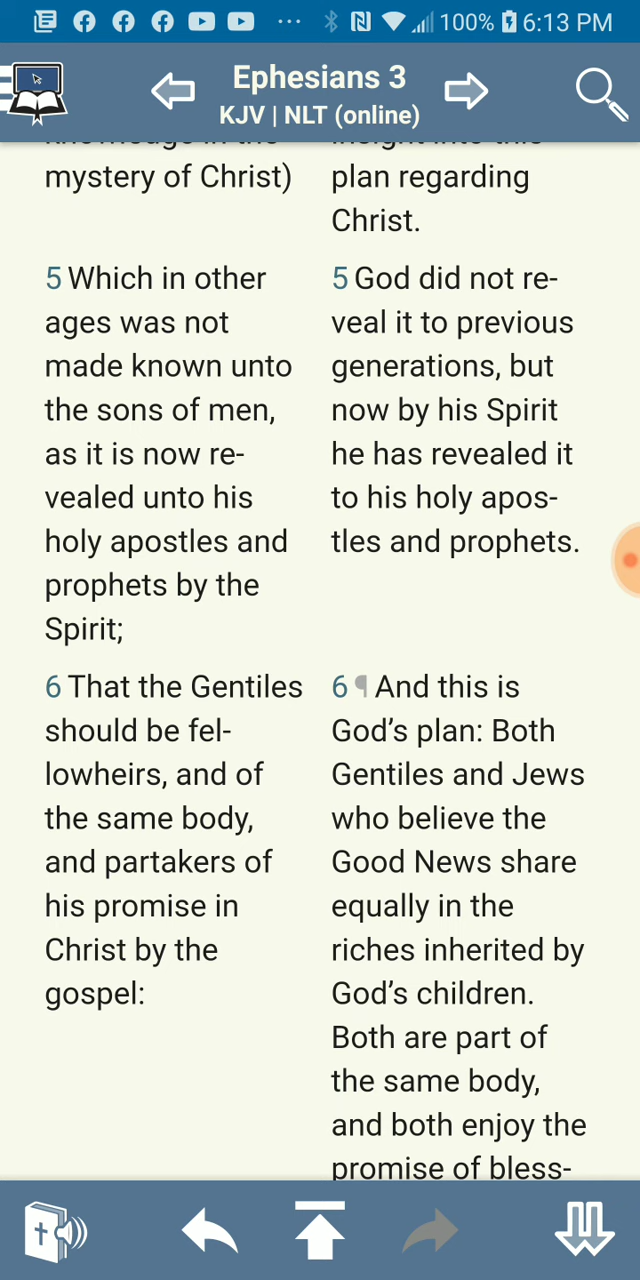 100% 6:13 PM
Ephesians 3
KJV | NLT (online)
mystery of Christ)
5 Which in other
ages was not
made known unto
the sons of men,
as it is now re-
vealed unto his
holy apostles and
prophets by the
Spirit;
6 That the Gentiles
should be fel-
lowheirs, and of
the same body,
and partakers of
his promise in
Christ by the
gospel:
insight into this
plan regarding
Christ.
5 God did not re-
veal it to previous
generations, but
now by his Spirit
he has revealed it
to his holy apos-
tles and prophets.
6 ¶ And this is
God’s plan: Both
Gentiles and Jews
who believe the
Good News share
equally in the
riches inherited by
God’s children.
Both are part of
the same body,
and both enjoy the
promise of bless-